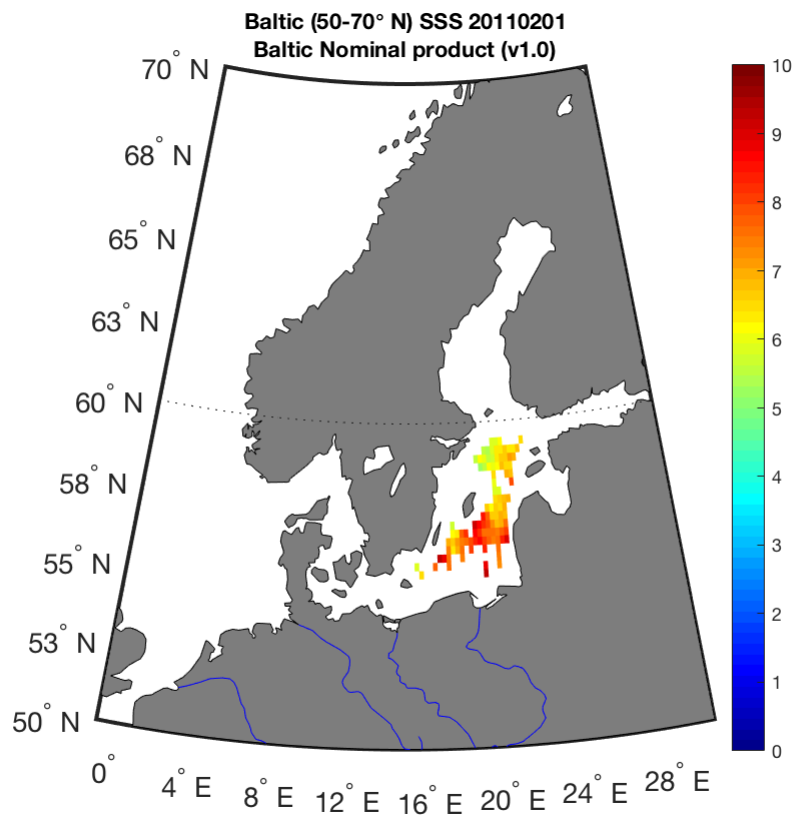 Baltic (50-70° N) SSS 20110201
Baltic Nominal product (v1.0)
70° N
68° N
65° N
63° N
60° N
58° N
55° N
53° N
50° N
0°
4° E
8° E
12° E
16° E
20° E
24° E
28° E
10
9
8
7
6
5
4
3
2
1
0